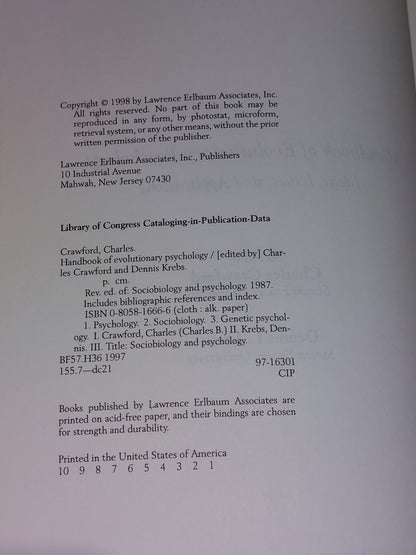 Copyright © 1998 by Lawrence Erlbaum Associates, Inc.
All rights reserved. No part of this book may be
reproduced in any form, by photostat, microform,
retrieval system, or any other means, without the prior
written permission of the publisher.
Lawrence Erlbaum Associates, Inc., Publishers
10 Industrial Avenue
Mahwah, New Jersey 07430
Library of Congress Cataloging-in-Publication-Data
Crawford, Charles.
Handbook of evolutionary psychology / [edited by] Char-
les Crawford and Dennis Krebs.
p. cm.
Rev. ed. of: Sociobiology and psychology. 1987.
Includes bibliographic references and index.
ISBN 0-8058-1666-6 (cloth : alk. paper)
1. Psychology. 2. Sociobiology. 3. Genetic psychol-
ogy. I. Crawford, Charles (Charles B.) II. Krebs, Den-
nis. III. Title: Sociobiology and psychology.
BF57.H36 1997
155.7—dc21 97-16301
CIP
Books published by Lawrence Erlbaum Associates are
printed on acid-free paper, and their bindings are chosen
for strength and durability.
Printed in the United States of America
10 9 8 7 6 5 4 3 2 1